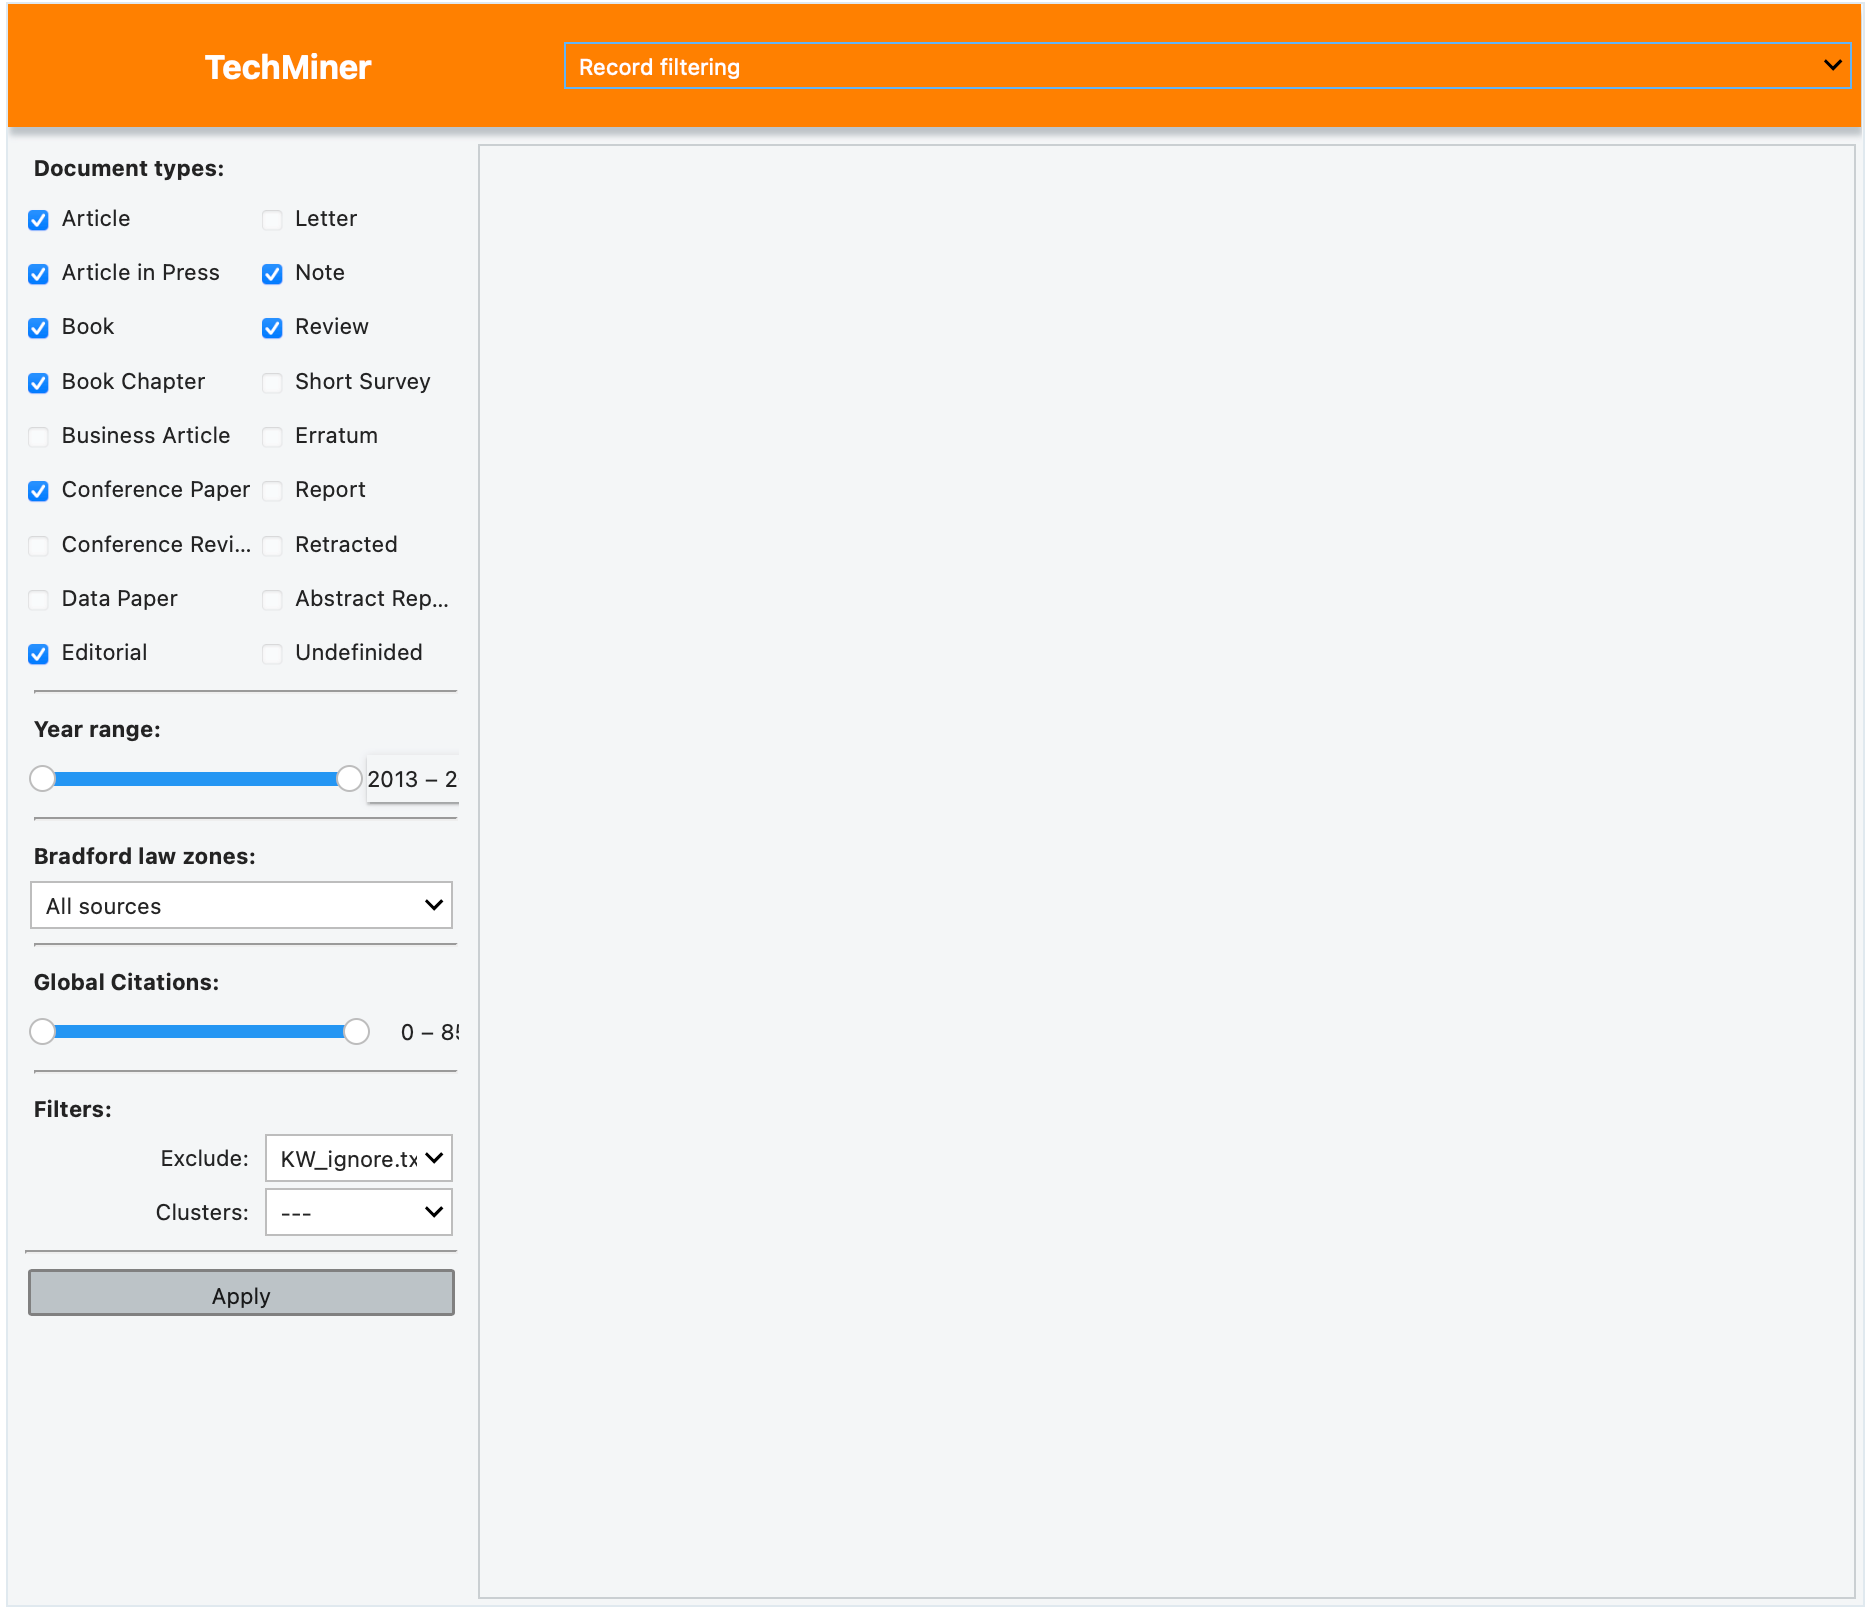 TechMiner
Record filtering
Document types:
Article
Letter
Article in Press
Note
Book
Review
Book Chapter
Short Survey
Business Article
Erratum
Conference Paper
Report
Conference Revi...
Retracted
Data Paper
Abstract Rep...
Editorial
Undefinided
Year range:
2013 – 2
Bradford law zones:
All sources
Global Citations:
0 – 85
Filters:
Exclude: KW_ignore.tx
Clusters: ---
Apply